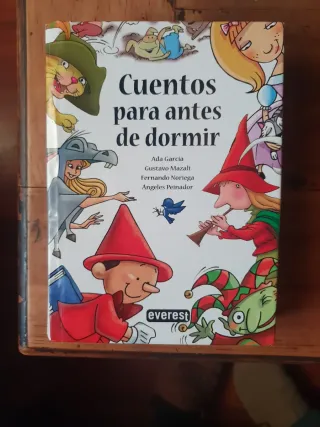 Cuentos
para antes
de dormir
Ada García
Gustavo Mazali
Fernando Noriega
Ángeles Peinador
everest